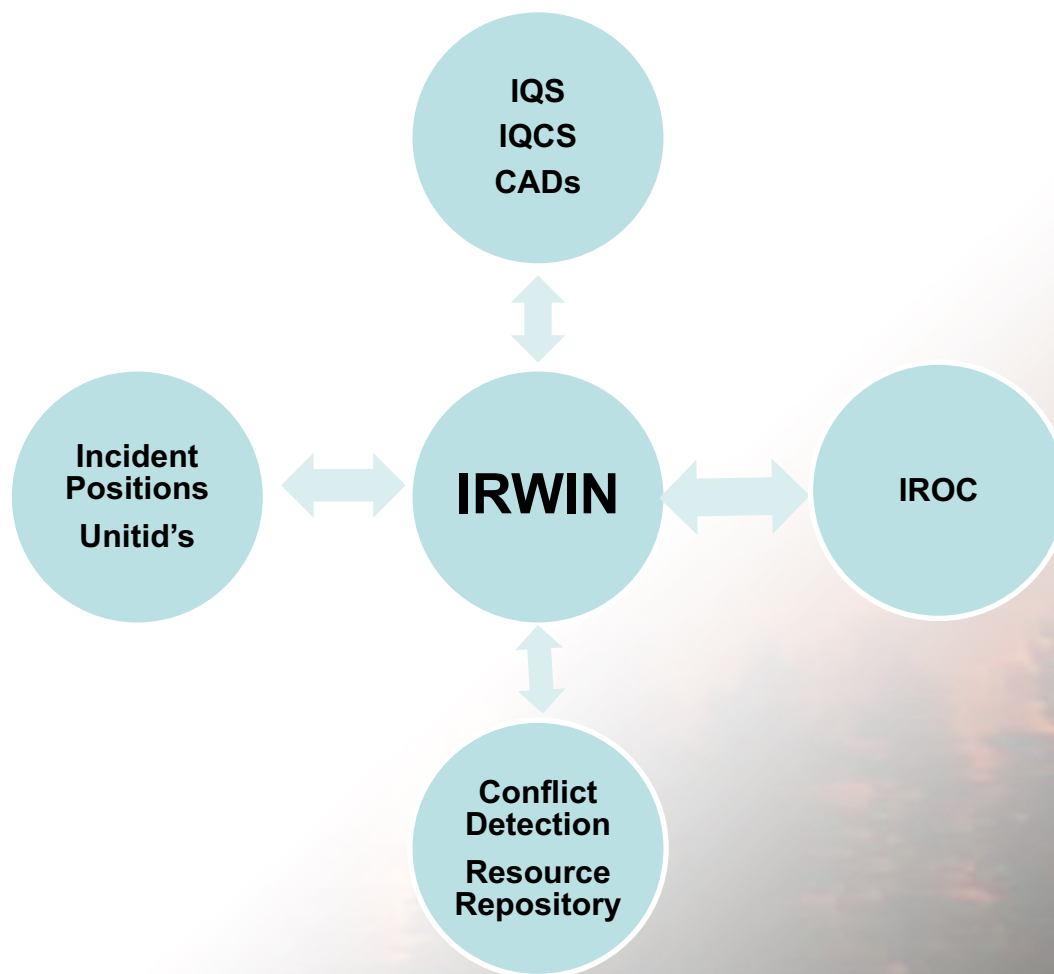 IQS
IQCS
CADs
Incident
Positions
Unitid’s
IRWIN
IROC
Conflict
Detection
Resource
Repository